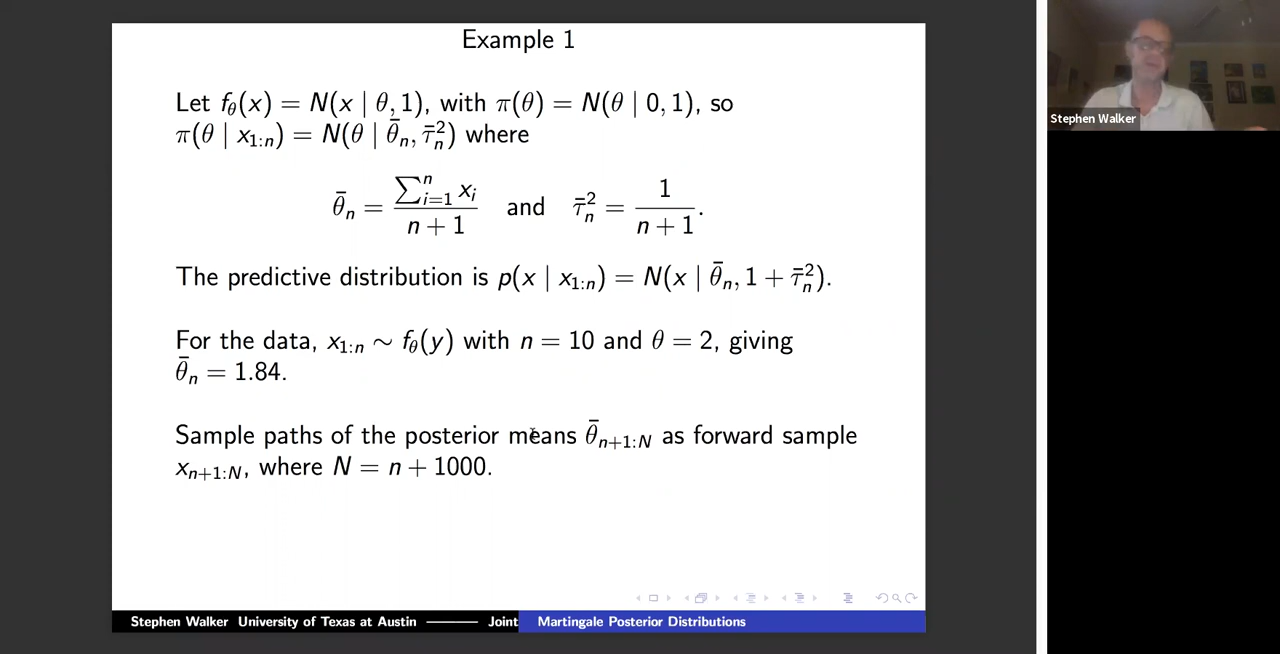 Example 1
Let f_θ(x) = N(x | θ, 1), with π(θ) = N(θ | 0, 1), so
π(θ | x_{1:n}) = N(θ | θ̄_n, τ̄_n^2) where
θ̄_n = \frac{∑_{i=1}^n x_i}{n + 1} and τ̄_n^2 = \frac{1}{n + 1}.
The predictive distribution is p(x | x_{1:n}) = N(x | θ̄_n, 1 + τ̄_n^2).
For the data, x_{1:n} ∼ f_θ(y) with n = 10 and θ = 2, giving
θ̄_n = 1.84.
Sample paths of the posterior means θ̄_{n+1:N} as forward sample
x_{n+1:N}, where N = n + 1000.
Stephen Walker University of Texas at Austin ——— Joint
Martingale Posterior Distributions
Stephen Walker